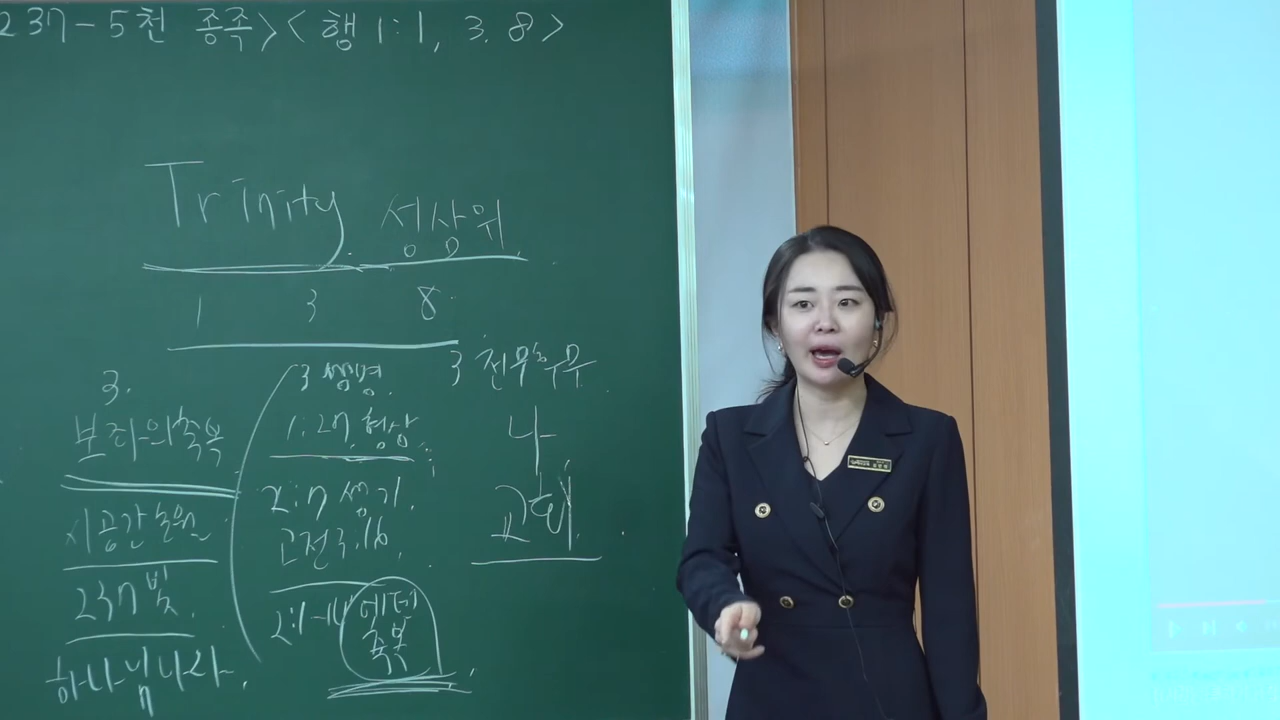 237-5천 종족> <행 1:1, 3. 8>
Trinity 성삼위
1 3 8
3.
보좌의축복
시공간초월
237빛.
하나님나라.
3 생명.
1:27, 형상
2:7 생기.
고전3:16.
2:1-18
에덴
축복
3
나
교회